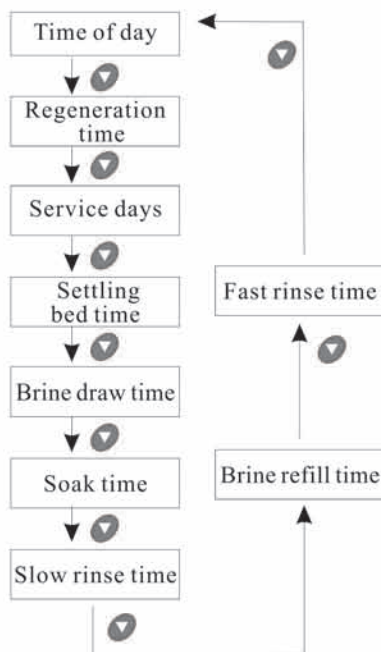 Time of day
Regeneration
time
Service days
Settling
bed time
Brine draw time
Soak time
Slow rinse time
Brine refill time
Fast rinse time